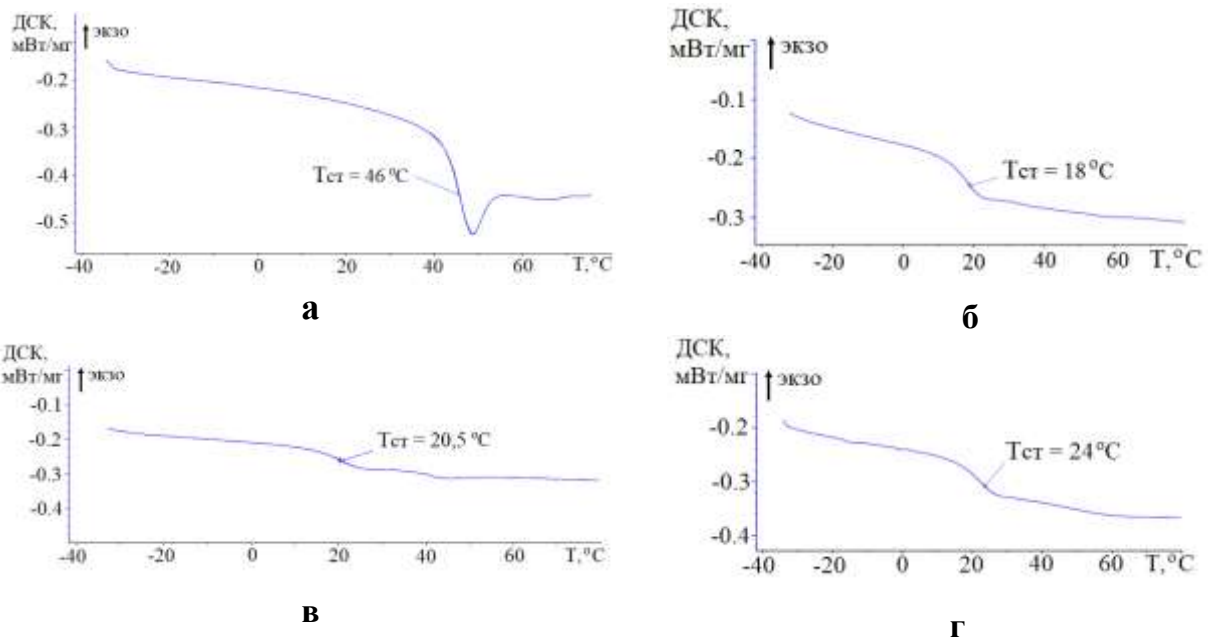 ДСК,
мВт/мг
экзо
-0.2
-0.3
-0.4
-0.5
Тст = 46 °C
-40
-20
0
20
40
60
T,°C
а
ДСК,
мВт/мг
экзо
-0.1
-0.2
-0.3
Тст = 18 °C
-40
-20
0
20
40
60
T,°C
б
ДСК,
мВт/мг
экзо
-0.1
-0.2
-0.3
-0.4
Тст = 20,5 °C
-40
-20
0
20
40
60
T,°C
в
ДСК,
мВт/мг
экзо
-0.2
-0.3
-0.4
Тст = 24 °C
-40
-20
0
20
40
60
T,°C
г